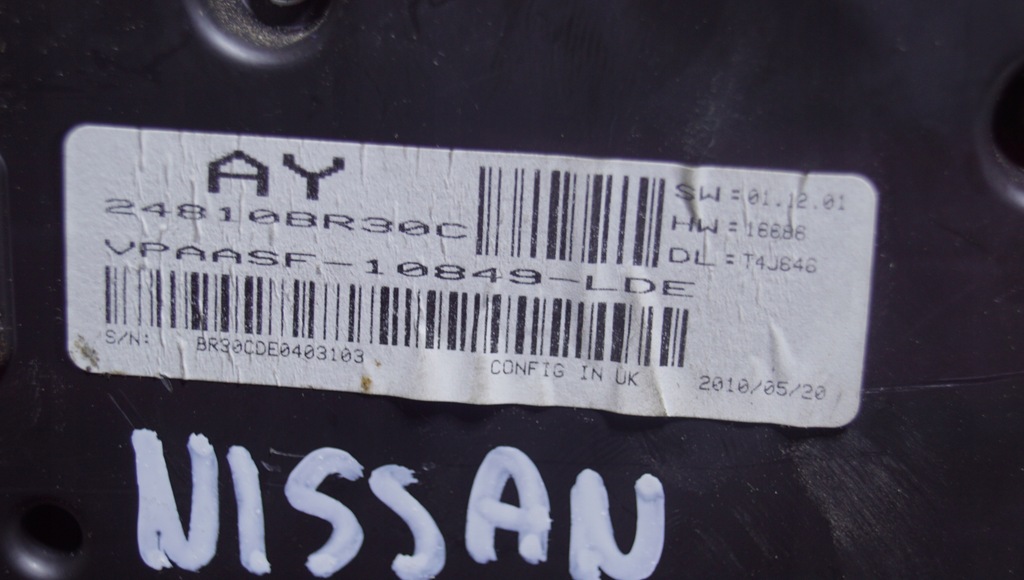 AY
24810BR30C
VPAASF-10849-LDE
SW = 01.12.01
HW = 16686
DL = T4J646
S/N: BR30CDE0403103
CONFIG IN UK
2010/05/20
NISSAN